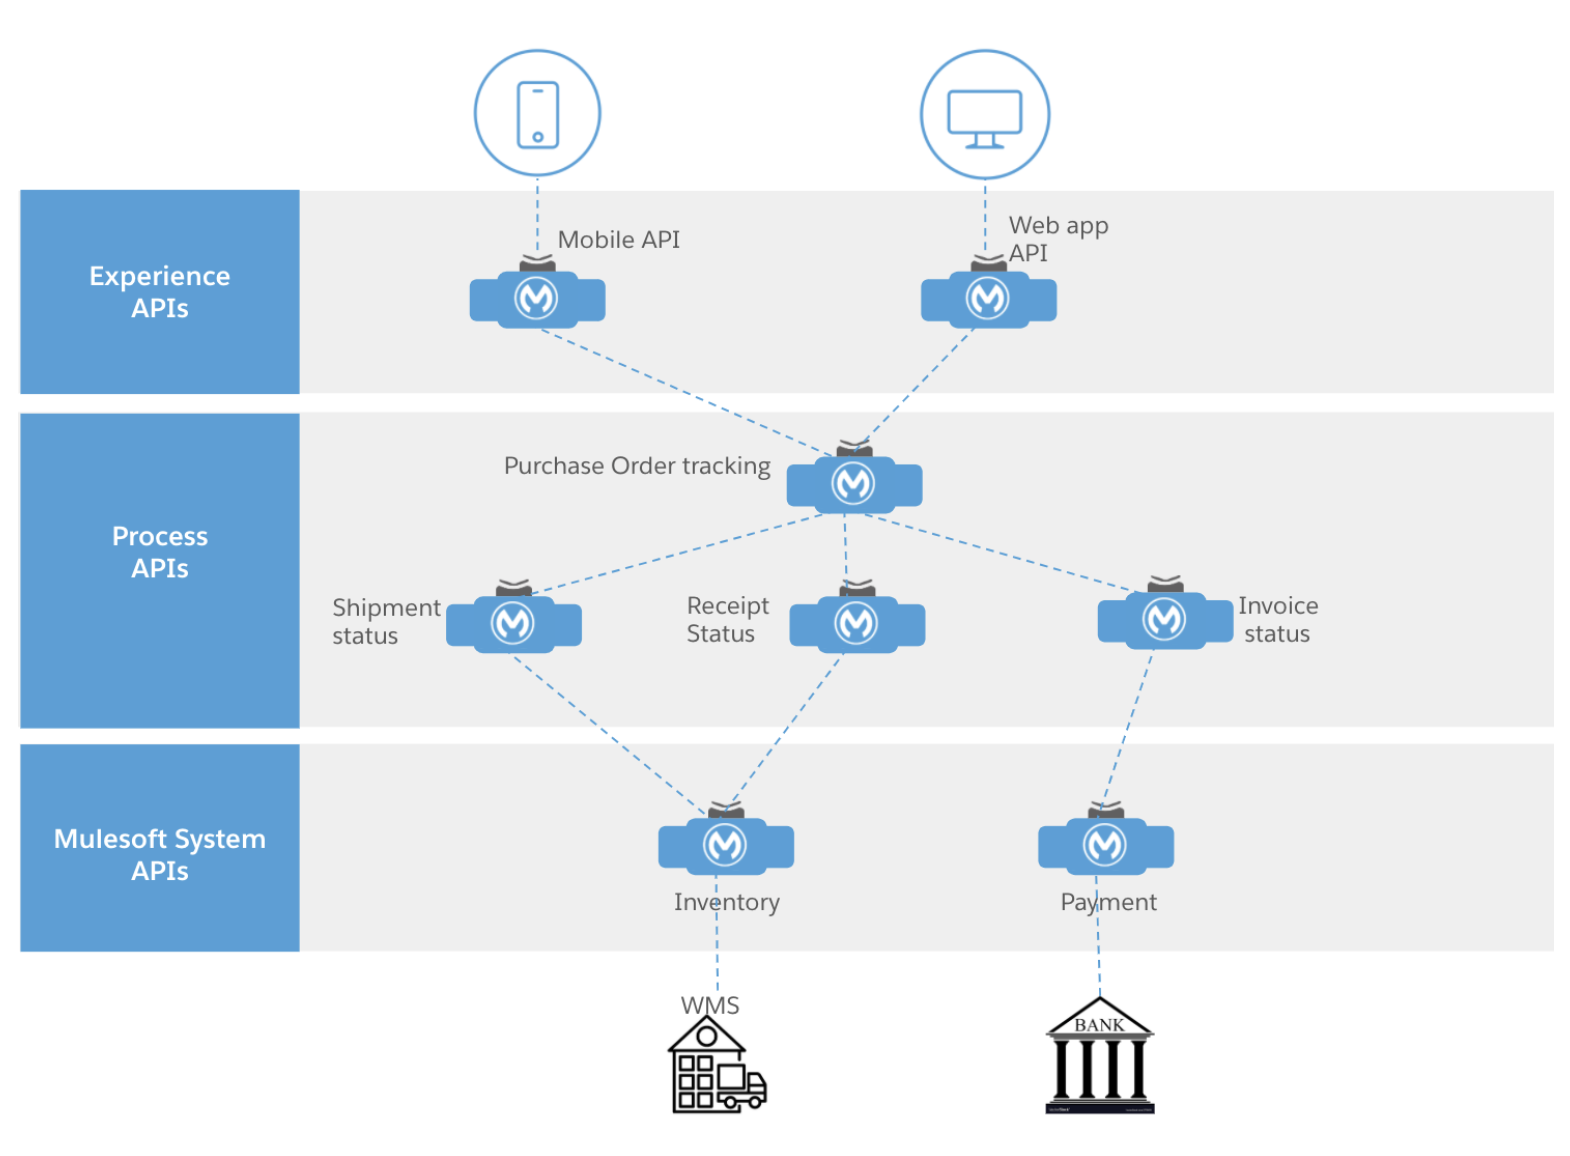 Mobile API
Web app
API
Experience
APIs
Purchase Order tracking
Process
APIs
Shipment
status
Receipt
Status
Invoice
status
Mulesoft System
APIs
Inventory
Payment
WMS
BANK